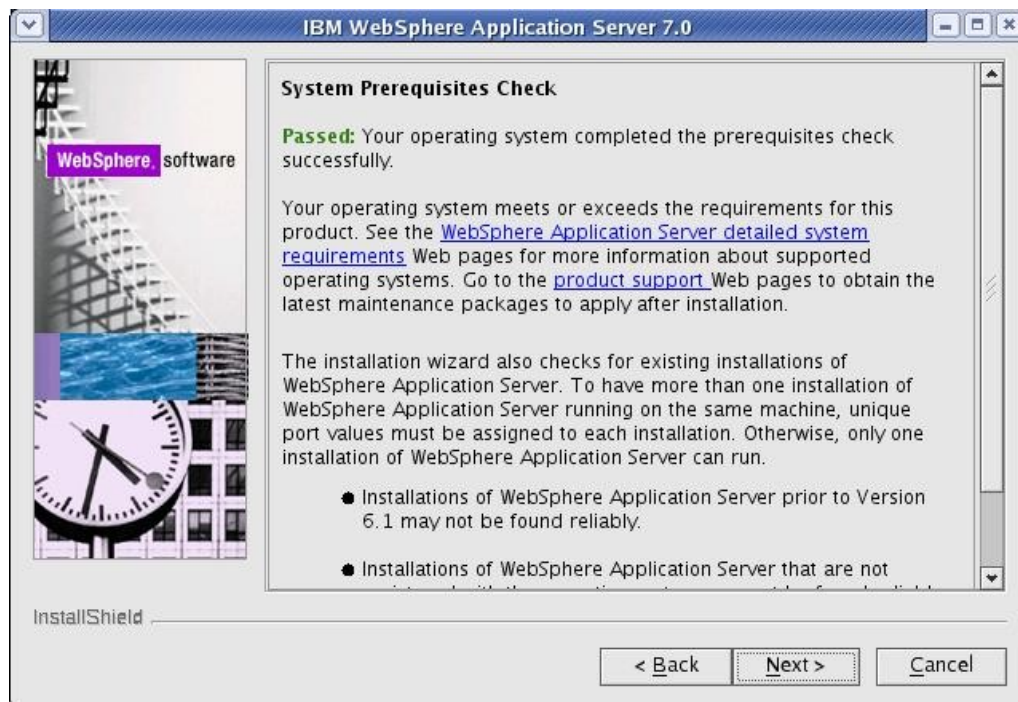 IBM WebSphere Application Server 7.0
WebSphere. software
System Prerequisites Check
Passed: Your operating system completed the prerequisites check
successfully.
Your operating system meets or exceeds the requirements for this
product. See the WebSphere Application Server detailed system
requirements Web pages for more information about supported
operating systems. Go to the product support Web pages to obtain the
latest maintenance packages to apply after installation.
The installation wizard also checks for existing installations of
WebSphere Application Server. To have more than one installation of
WebSphere Application Server running on the same machine, unique
port values must be assigned to each installation. Otherwise, only one
installation of WebSphere Application Server can run.
● Installations of WebSphere Application Server prior to Version
6.1 may not be found reliably.
● Installations of WebSphere Application Server that are not
InstallShield
< Back
Next >
Cancel